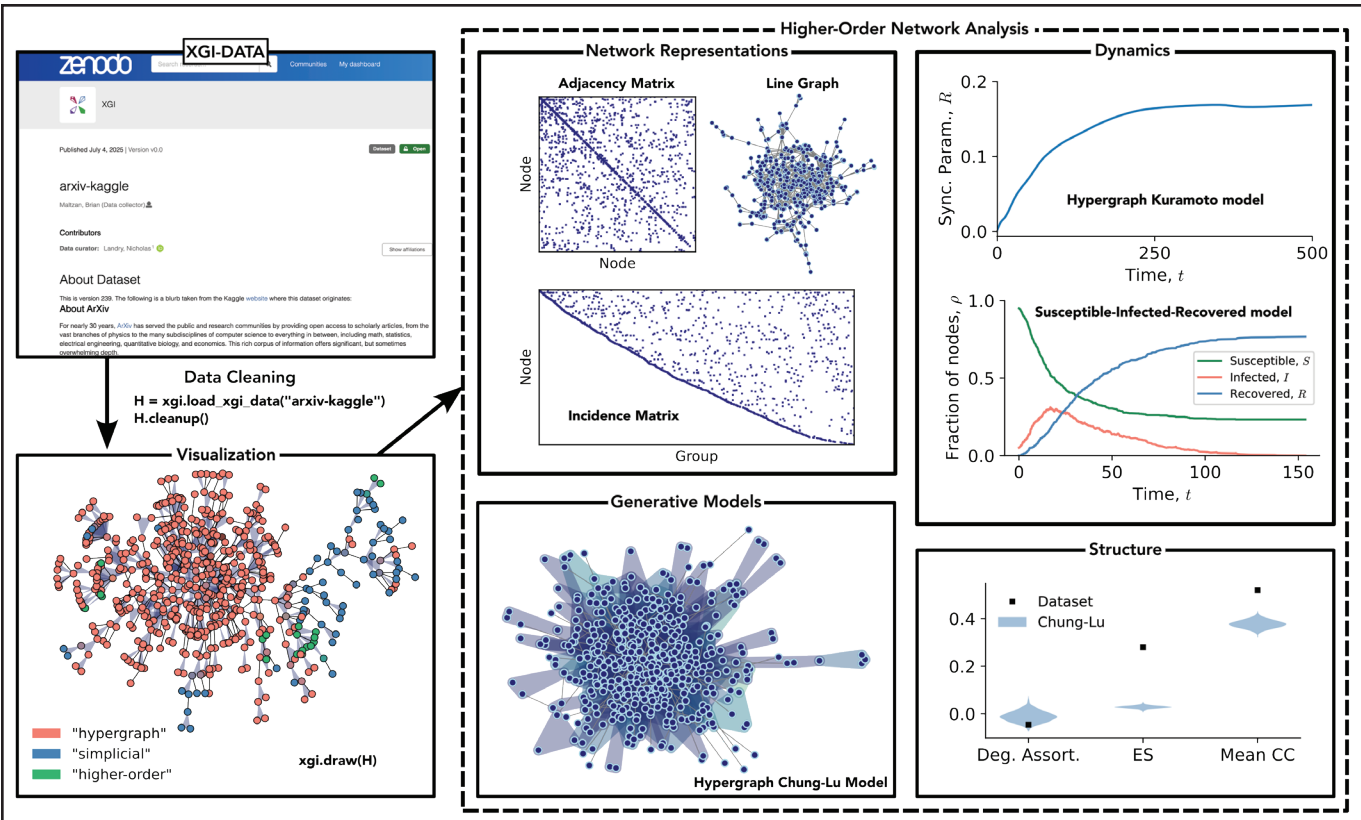 XGI-DATA
zenodo
Search
Communities
My dashboard
XGI
Published July 4, 2025 | Version v0.0
Dataset
Open
arxiv-kaggle
Maltzan, Brian (Data collector)
Contributors
Data curator: Landry, Nicholas¹
Show affiliations
About Dataset
This is version 239. The following is a blurb taken from the Kaggle website where this dataset originates:
About ArXiv
For nearly 30 years, ArXiv has served the public and research communities by providing open access to scholarly articles, from the
vast branches of physics to the many subdisciplines of computer science to everything in between, including math, statistics,
electrical engineering, quantitative biology, and economics. This rich corpus of information offers significant, but sometimes
overwhelming depth.
Data Cleaning
H = xgi.load_xgi_data("arxiv-kaggle")
H.cleanup()
Visualization
"hypergraph"
"simplicial"
"higher-order"
xgi.draw(H)
Higher-Order Network Analysis
Network Representations
Adjacency Matrix
Node
Node
Line Graph
Node
Incidence Matrix
Group
Generative Models
Hypergraph Chung-Lu Model
Dynamics
Sync. Param., R
0.2
0.1
0.0
Hypergraph Kuramoto model
0
250
500
Time, t
Fraction of nodes, ρ
1.0
0.5
0.0
Susceptible-Infected-Recovered model
Susceptible, S
Infected, I
Recovered, R
0
50
100
150
Time, t
Structure
0.4
0.2
0.0
Dataset
Chung-Lu
Deg. Assort.
ES
Mean CC